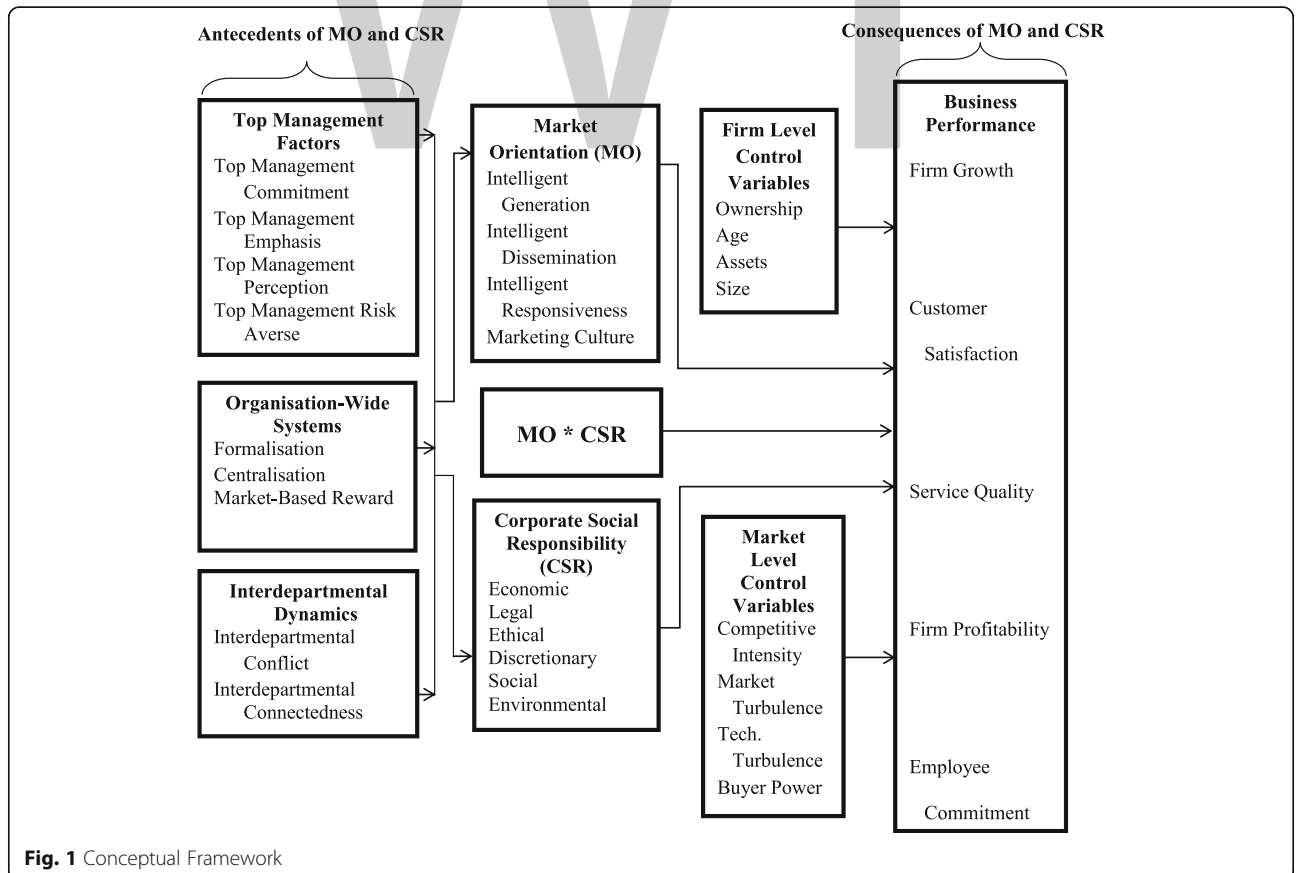 Antecedents of MO and CSR
Consequences of MO and CSR
Top Management
Factors
Top Management
Commitment
Top Management
Emphasis
Top Management
Perception
Top Management Risk
Averse
Organisation-Wide
Systems
Formalisation
Centralisation
Market-Based Reward
Interdepartmental
Dynamics
Interdepartmental
Conflict
Interdepartmental
Connectedness
Market
Orientation (MO)
Intelligent
Generation
Intelligent
Dissemination
Intelligent
Responsiveness
Marketing Culture
MO * CSR
Corporate Social
Responsibility
(CSR)
Economic
Legal
Ethical
Discretionary
Social
Environmental
Firm Level
Control
Variables
Ownership
Age
Assets
Size
Market
Level
Control
Variables
Competitive
Intensity
Market
Turbulence
Tech.
Turbulence
Buyer Power
Business
Performance
Firm Growth
Customer
Satisfaction
Service Quality
Firm Profitability
Employee
Commitment
Fig. 1 Conceptual Framework